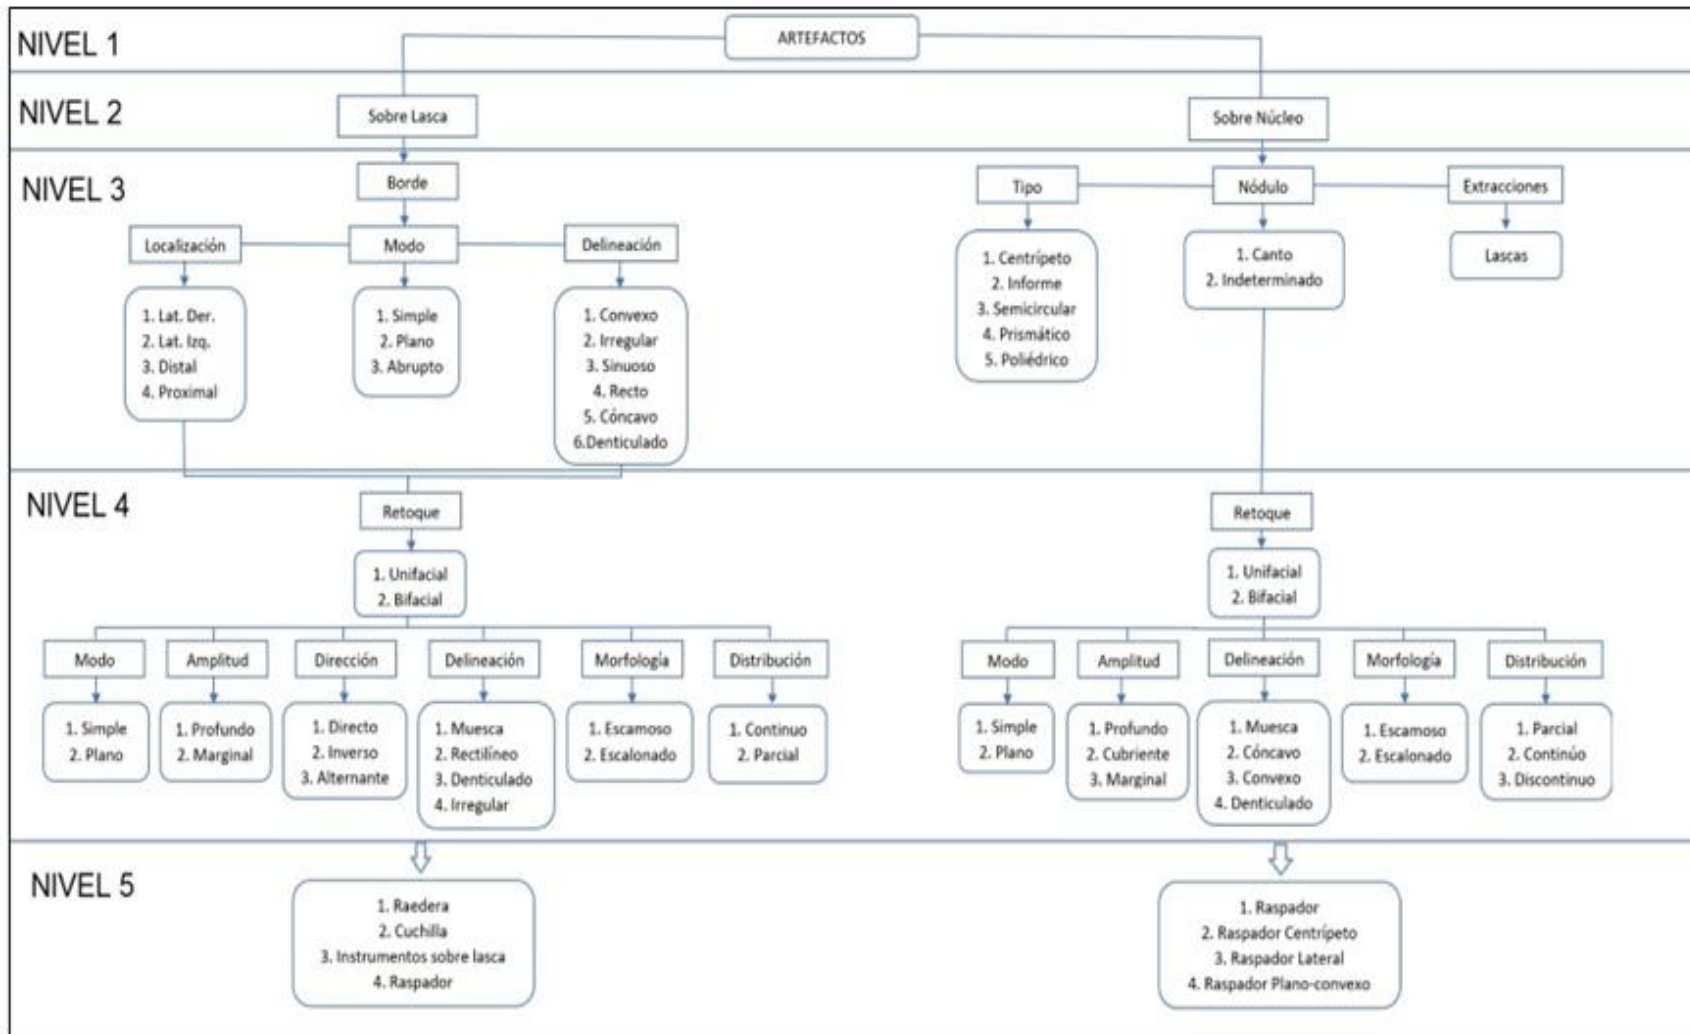 NIVEL 1
ARTEFACTOS
NIVEL 2
Sobre Lasca
Sobre Núcleo
NIVEL 3
Borde
Localización
Modo
Delineación
1. Lat. Der.
2. Lat. Izq.
3. Distal
4. Proximal
1. Simple
2. Plano
3. Abrupto
1. Convexo
2. Irregular
3. Sinuoso
4. Recto
5. Cóncavo
6.Denticulado
Tipo
Nódulo
Extracciones
1. Centrípeto
2. Informe
3. Semicircular
4. Prismático
5. Poliédrico
1. Canto
2. Indeterminado
Lascas
NIVEL 4
Retoque
1. Unifacial
2. Bifacial
Modo
Amplitud
Dirección
Delineación
Morfología
Distribución
1. Simple
2. Plano
1. Profundo
2. Marginal
1. Directo
2. Inverso
3. Alternante
1. Muesca
2. Rectilíneo
3. Denticulado
4. Irregular
1. Escamoso
2. Escalonado
1. Continuo
2. Parcial
Retoque
1. Unifacial
2. Bifacial
Modo
Amplitud
Delineación
Morfología
Distribución
1. Simple
2. Plano
1. Profundo
2. Cubriente
3. Marginal
1. Muesca
2. Cóncavo
3. Convexo
4. Denticulado
1. Escamoso
2. Escalonado
1. Parcial
2. Continúo
3. Discontinuo
NIVEL 5
1. Raedera
2. Cuchilla
3. Instrumentos sobre lasca
4. Raspador
1. Raspador
2. Raspador Centrípeto
3. Raspador Lateral
4. Raspador Plano-convexo